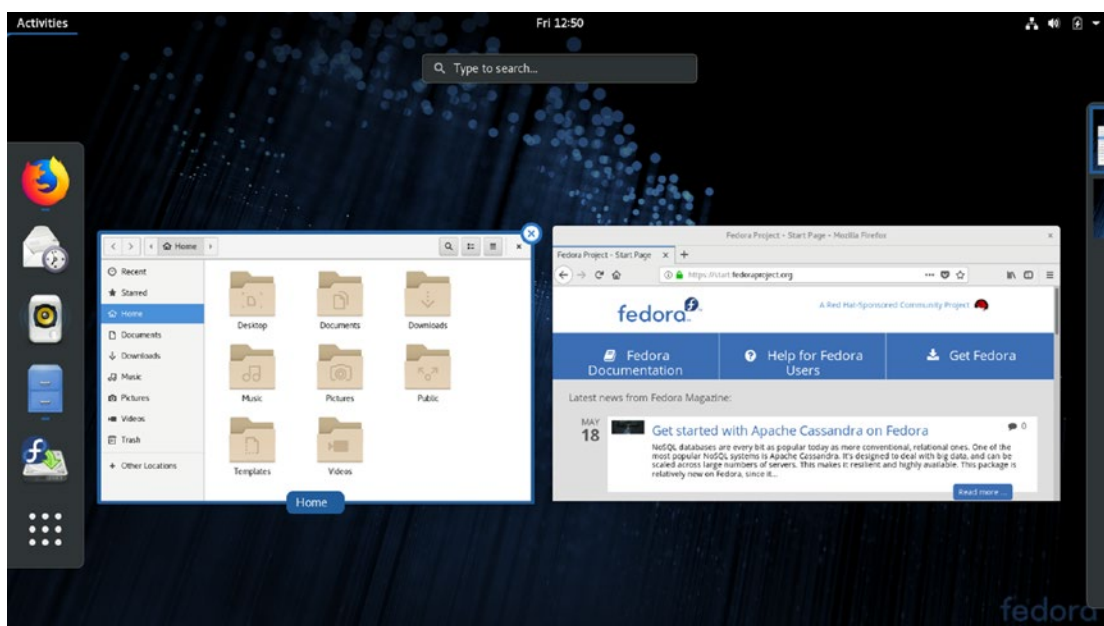 Activities
Fri 12:50
Type to search...
Home
Recent
Starred
Home
Documents
Downloads
Music
Pictures
Videos
Trash
+ Other Locations
Desktop
Documents
Downloads
Music
Pictures
Public
Templates
Videos
Home
Fedora Project - Start Page - Mozilla Firefox
Fedora Project - Start Page
https://start.fedoraproject.org
fedora
A Red Hat-Sponsored Community Project
Fedora
Documentation
Help for Fedora
Users
Get Fedora
Latest news from Fedora Magazine:
MAY
18
Get started with Apache Cassandra on Fedora
0
NoSQL databases are every bit as popular today as more conventional, relational ones. One of the
most popular NoSQL systems is Apache Cassandra. It's designed to deal with big data, and can be
scaled across large numbers of servers. This makes it resilient and highly available. This package is
relatively new on Fedora, since it...
Read more ...
fedora